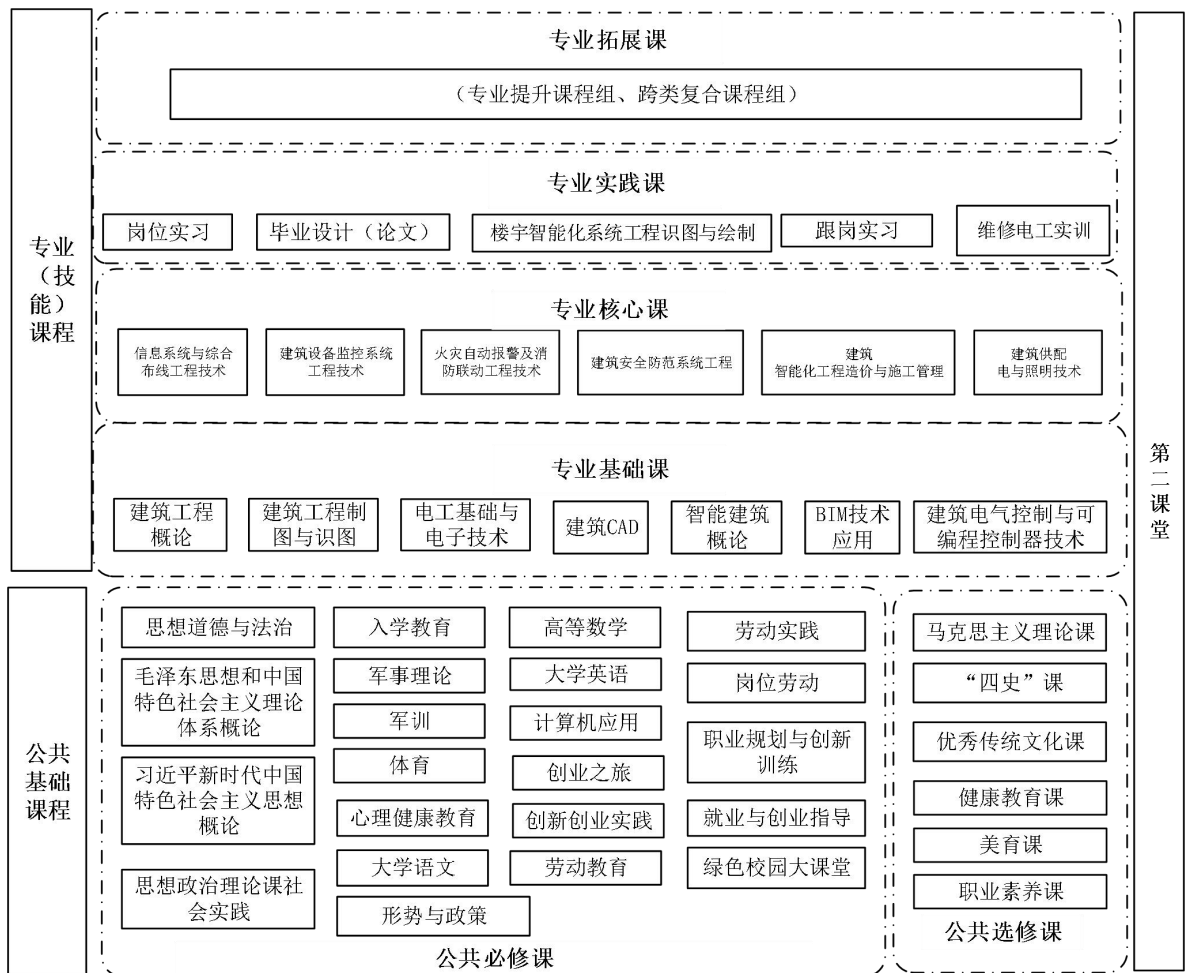 专业
（技
能）
课程
专业拓展课
（专业提升课程组、跨类复合课程组）
专业实践课
岗位实习
毕业设计（论文）
楼宇智能化系统工程识图与绘制
跟岗实习
维修电工实训
专业核心课
信息系统与综合
布线工程技术
建筑设备监控系统
工程技术
火灾自动报警及消
防联动工程技术
建筑安全防范系统工程
建筑
智能化工程造价与施工管理
建筑供配
电与照明技术
专业基础课
建筑工程
概论
建筑工程制
图与识图
电工基础与
电子技术
建筑CAD
智能建筑
概论
BIM技术
应用
建筑电气控制与可
编程控制器技术
第
二
课
堂
公共
基础
课程
思想道德与法治
毛泽东思想和中国
特色社会主义理论
体系概论
习近平新时代中国
特色社会主义思想
概论
思想政治理论课社
会实践
入学教育
军事理论
军训
体育
心理健康教育
大学语文
形势与政策
高等数学
大学英语
计算机应用
创业之旅
创新创业实践
劳动教育
劳动实践
岗位劳动
职业规划与创新
训练
就业与创业指导
绿色校园大课堂
公共必修课
马克思主义理论课
“四史”课
优秀传统文化课
健康教育课
美育课
职业素养课
公共选修课